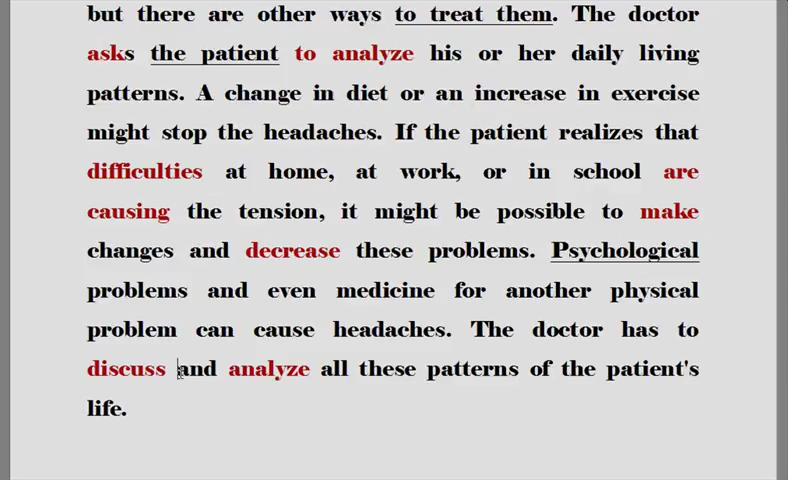 but there are other ways to treat them. The doctor
asks the patient to analyze his or her daily living
patterns. A change in diet or an increase in exercise
might stop the headaches. If the patient realizes that
difficulties at home, at work, or in school are
causing the tension, it might be possible to make
changes and decrease these problems. Psychological
problems and even medicine for another physical
problem can cause headaches. The doctor has to
discuss and analyze all these patterns of the patient's
life.